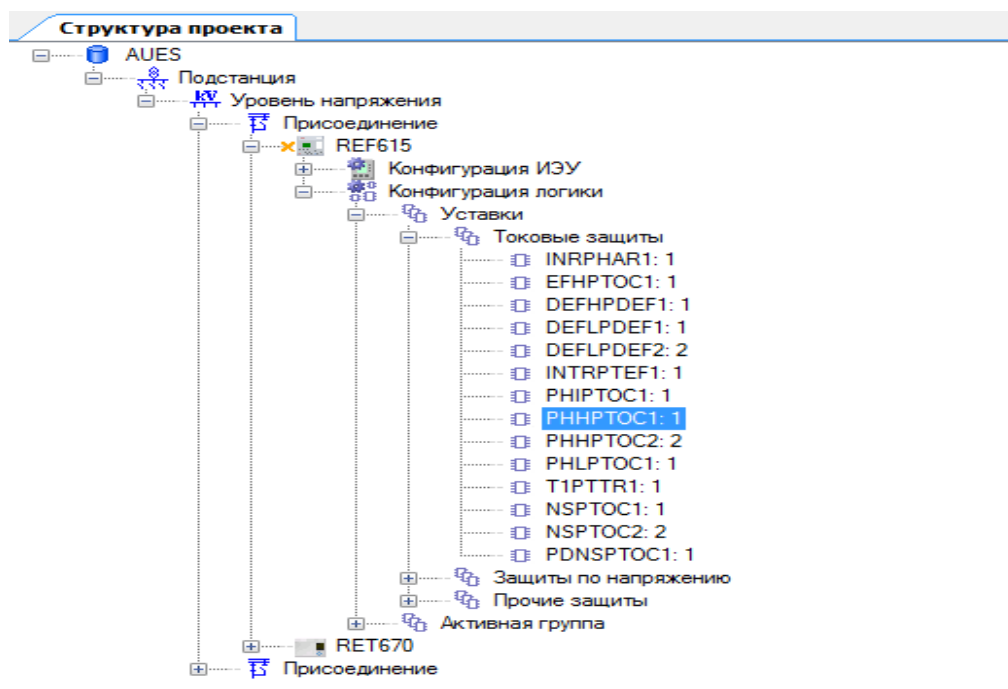 Структура проекта
AUES
Подстанция
kV Уровень напряжения
Присоединение
REF615
Конфигурация ИЭУ
Конфигурация логики
Уставки
Токовые защиты
INRPHAR1: 1
EFHPTOC1: 1
DEFHPDEF1: 1
DEFLPDEF1: 1
DEFLPDEF2: 2
INTRPTEF1: 1
PHIPTOC1: 1
PHHPTOC1: 1
PHHPTOC2: 2
PHLPTOC1: 1
T1PTTR1: 1
NSPTOC1: 1
NSPTOC2: 2
PDNSPTOC1: 1
Защиты по напряжению
Прочие защиты
Активная группа
RET670
Присоединение